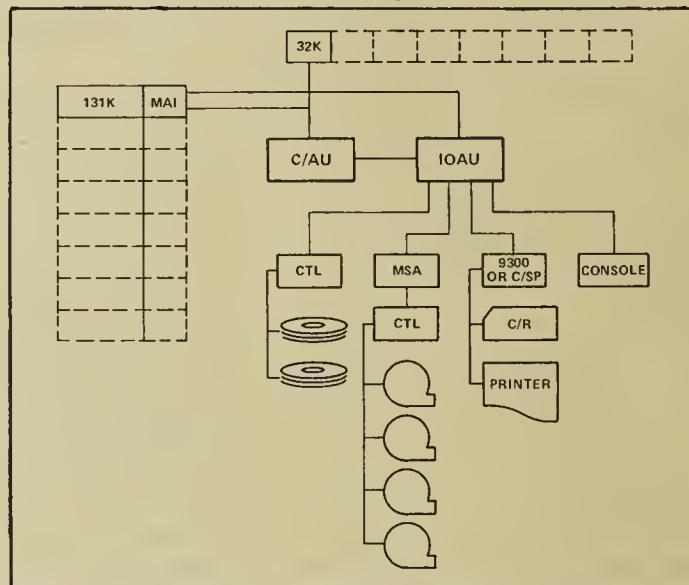 32K
131K MAI
C/AU IOAU
CTL MSA 9300 OR C/SP CONSOLE
CTL C/R
PRINTER